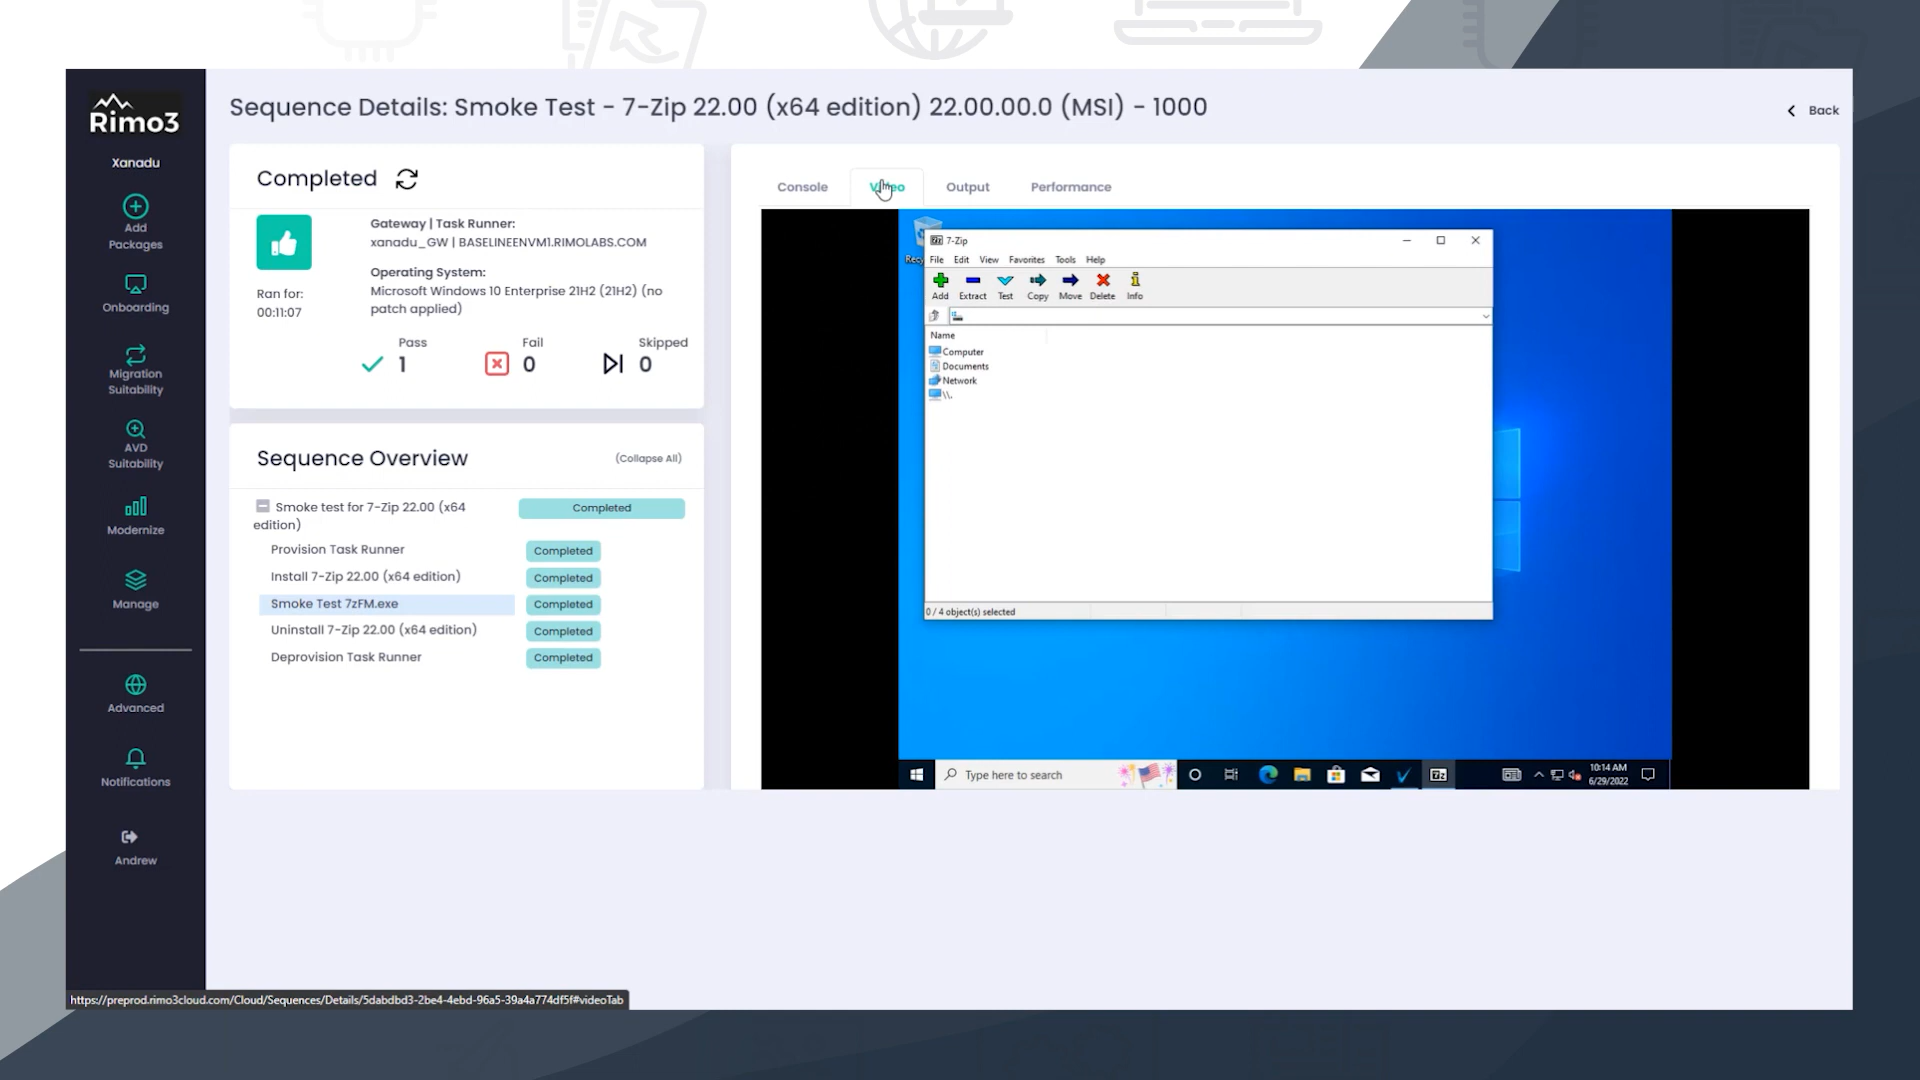 Rimo3
Xanadu
Add
Packages
Onboarding
Migration
Suitability
AVD
Suitability
Modernize
Manage
Advanced
Notifications
Andrew
Sequence Details: Smoke Test - 7-Zip 22.00 (x64 edition) 22.00.00.0 (MSI) - 1000
Back
Completed
Ran for:
00:11:07
Gateway | Task Runner:
xanadu_GW | BASELINEENVM1.RIMOLABS.COM
Operating System:
Microsoft Windows 10 Enterprise 21H2 (21H2) (no
patch applied)
Pass
1
Fail
0
Skipped
0
Sequence Overview
(Collapse All)
Smoke test for 7-Zip 22.00 (x64
edition)
Completed
Provision Task Runner
Completed
Install 7-Zip 22.00 (x64 edition)
Completed
Smoke Test 7zFM.exe
Completed
Uninstall 7-Zip 22.00 (x64 edition)
Completed
Deprovision Task Runner
Completed
Console
Video
Output
Performance
7-Zip
File Edit View Favorites Tools Help
Add Extract Test Copy Move Delete Info
Name
Computer
Documents
Network
\\.
0 / 4 object(s) selected
Type here to search
10:14 AM
6/29/2022
https://preprod.rimo3cloud.com/Cloud/Sequences/Details/5dabdbd3-2be4-4ebd-96a5-39a4a774df5f#videoTab